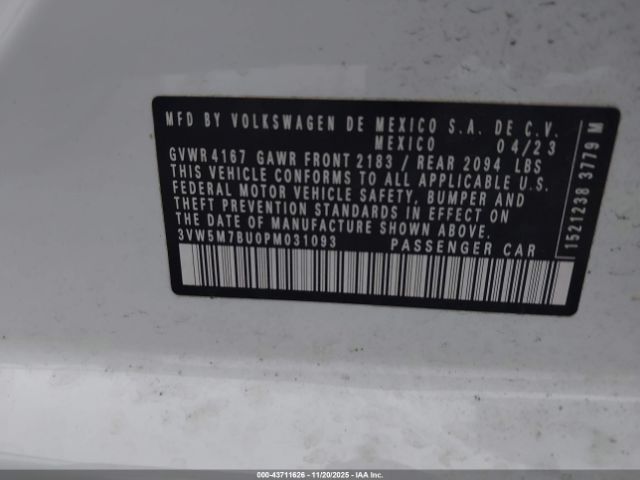 MFD BY VOLKSWAGEN DE MEXICO S.A. DE C.V.
MEXICO 04/23
GVWR 4167 GAWR FRONT 2183 / REAR 2094 LBS
THIS VEHICLE CONFORMS TO ALL APPLICABLE U.S.
FEDERAL MOTOR VEHICLE SAFETY, BUMPER AND
THEFT PREVENTION STANDARDS IN EFFECT ON
THE DATE OF MANUFACTURE SHOWN ABOVE.
3VW5M7BU0PM031093 PASSENGER CAR
1521238 3779 M
000-43711626 - 11/20/2025 - IAAI, Inc.